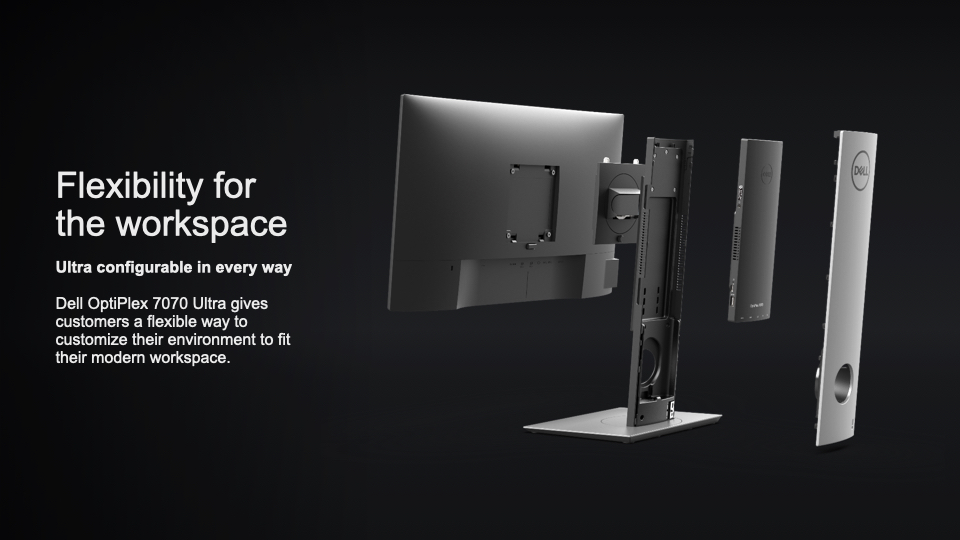 Flexibility for
the workspace
Ultra configurable in every way
Dell OptiPlex 7070 Ultra gives
customers a flexible way to
customize their environment to fit
their modern workspace.
DELL